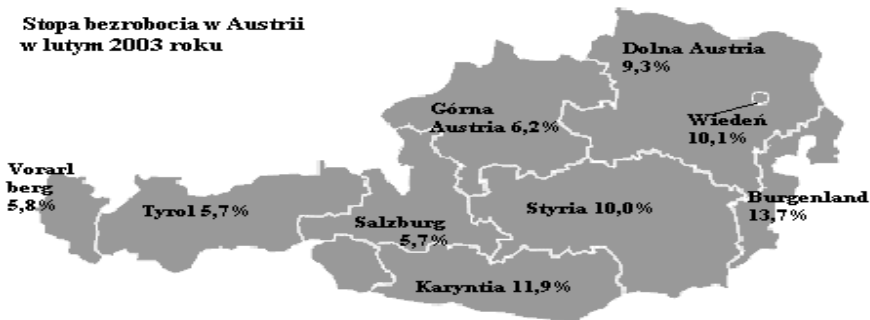 Stopa bezrobocia w Austrii
w lutym 2003 roku
Dolna Austria
9,3%
Górna
Austria 6,2%
Wiedeń
10,1%
Vorarl
berg
5,8%
Tyrol 5,7%
Salzburg
5,7%
Styria 10,0%
Burgenland
13,7%
Karyntia 11,9%